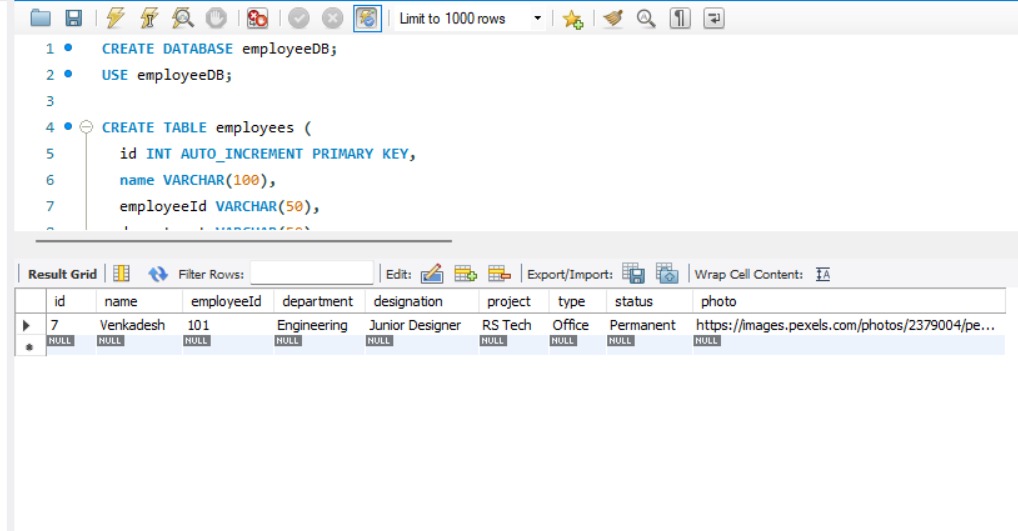 Limit to 1000 rows
1 CREATE DATABASE employeeDB;
2 USE employeeDB;
3
4 CREATE TABLE employees (
5 id INT AUTO_INCREMENT PRIMARY KEY,
6 name VARCHAR(100),
7 employeeId VARCHAR(50),
Result Grid Filter Rows: Edit: Export/Import: Wrap Cell Content: IA
id name employeeId department designation project type status photo
7 Venkadesh 101 Engineering Junior Designer RS Tech Office Permanent https://images.pexels.com/photos/2379004/pe...
NULL NULL NULL NULL NULL NULL NULL NULL NULL